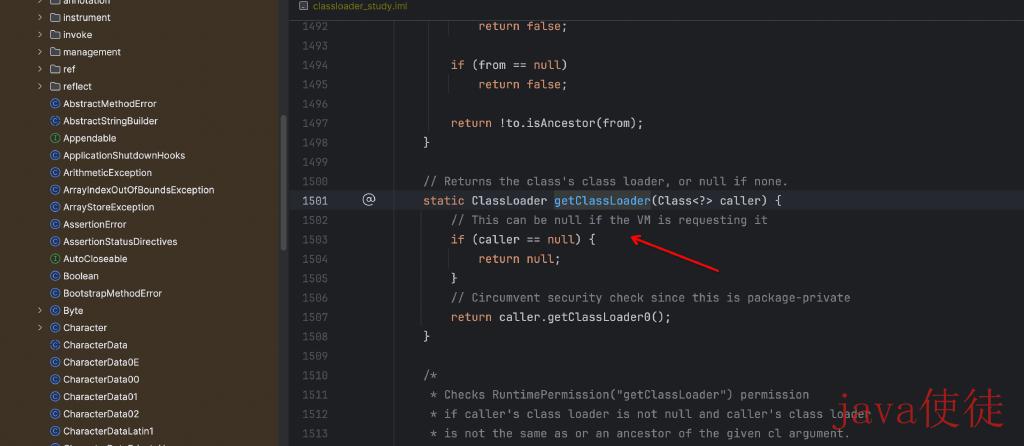 annotation
instrument
invoke
management
ref
reflect
AbstractMethodError
AbstractStringBuilder
Appendable
ApplicationShutdownHooks
ArithmeticException
ArrayIndexOutOfBoundsException
ArrayStoreException
AssertionError
AssertionStatusDirectives
AutoCloseable
Boolean
BootstrapMethodError
Byte
Character
CharacterData
CharacterData0E
CharacterData00
CharacterData01
CharacterData02
CharacterDataLatin1
classloader_study.iml
1492 return false;
1493
1494 if (from == null)
1495 return false;
1496
1497 return !to.isAncestor(from);
1498 }
1499
1500 // Returns the class's class loader, or null if none.
1501 @ static ClassLoader getClassLoader(Class<?> caller) {
1502 // This can be null if the VM is requesting it
1503 if (caller == null) {
1504 return null;
1505 }
1506 // Circumvent security check since this is package-private
1507 return caller.getClassLoader0();
1508 }
1509
1510 /*
1511 * Checks RuntimePermission("getClassLoader") permission
1512 * if caller's class loader is not null and caller's class loader
1513 * is not the same as or an ancestor of the given cl argument.
java使徒